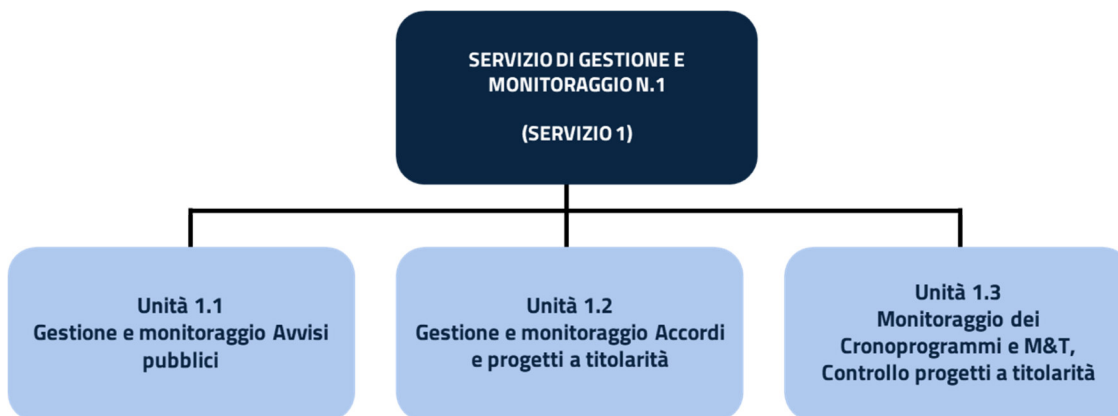 SERVIZIO DI GESTIONE E
MONITORAGGIO N.1
(SERVIZIO 1)
Unità 1.1
Gestione e monitoraggio Avvisi
pubblici
Unità 1.2
Gestione e monitoraggio Accordi
e progetti a titolarità
Unità 1.3
Monitoraggio dei
Cronoprogrammi e M&T,
Controllo progetti a titolarità